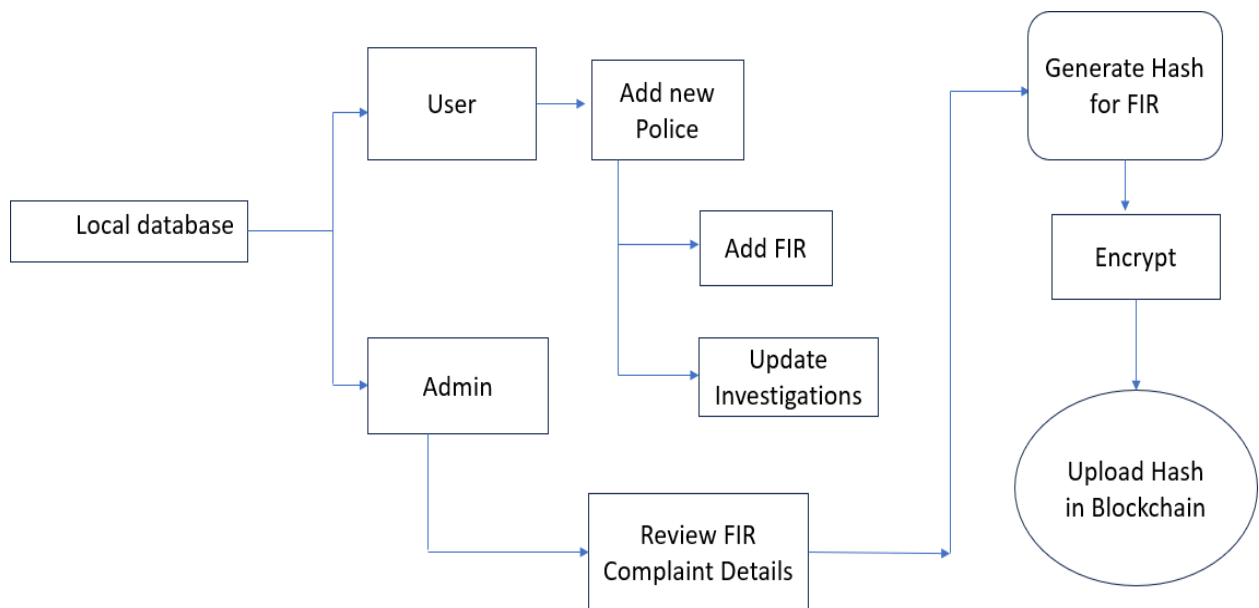 Local database
User
Add new
Police
Add FIR
Update
Investigations
Admin
Review FIR
Complaint Details
Generate Hash
for FIR
Encrypt
Upload Hash
in Blockchain